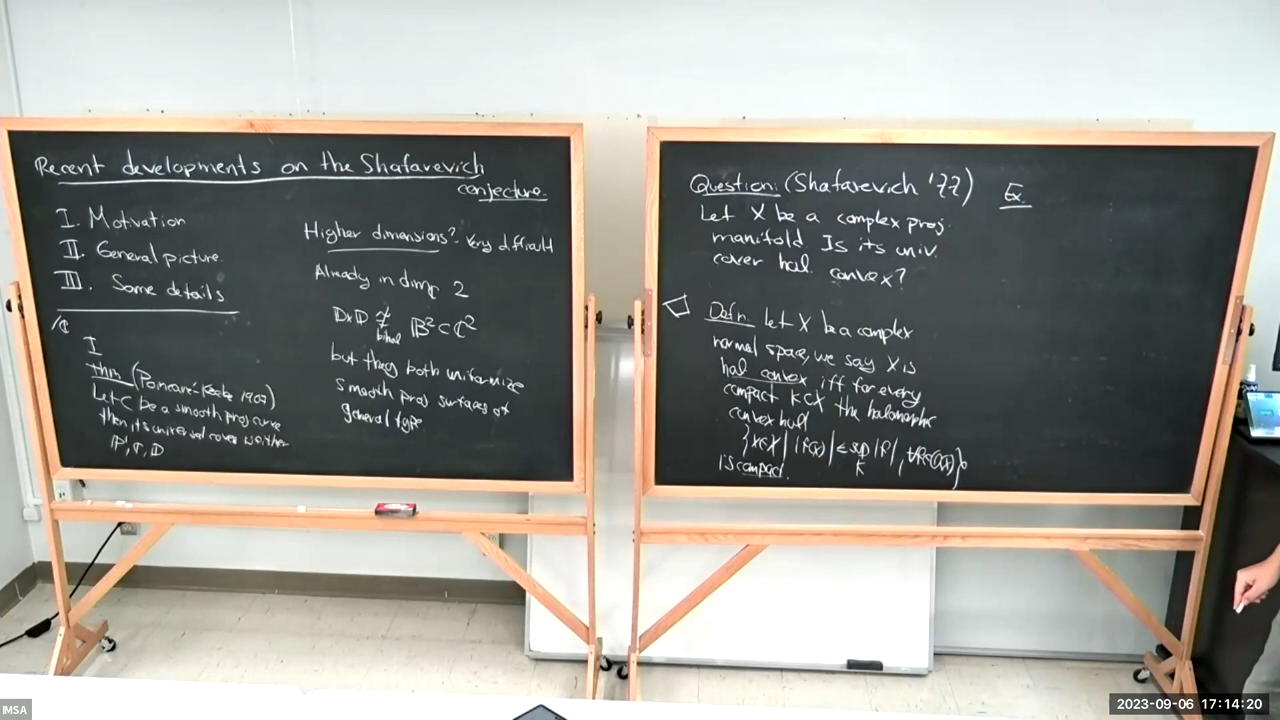 Recent developments on the Shafarevich
conjecture.
I. Motivation
II. General picture.
III. Some details
/ℂ
I
Thm (Poincaré-Koebe 1907)
Let C be a smooth proj curve
then its universal cover is either
ℙ¹, ℂ, 𝔻
Higher dimensions? Very difficult
Already in dim 2
𝔻x𝔻 ≄ 𝔹² ⊂ ℂ²
bihol
but they both uniformize
smooth proj surfaces of
general type
Question: (Shafarevich '77)
Let X be a complex proj.
manifold. Is its univ.
cover hol. convex?
Defn. Let X be a complex
normal space, we say X is
hol convex iff for every
compact K⊂X the holomorphic
convex hull
{x∈X | |f(x)| ≤ sup |f|, ∀f∈O(X)}
K
is compact.
Ex.
IMSA
2023-09-06 17:14:20